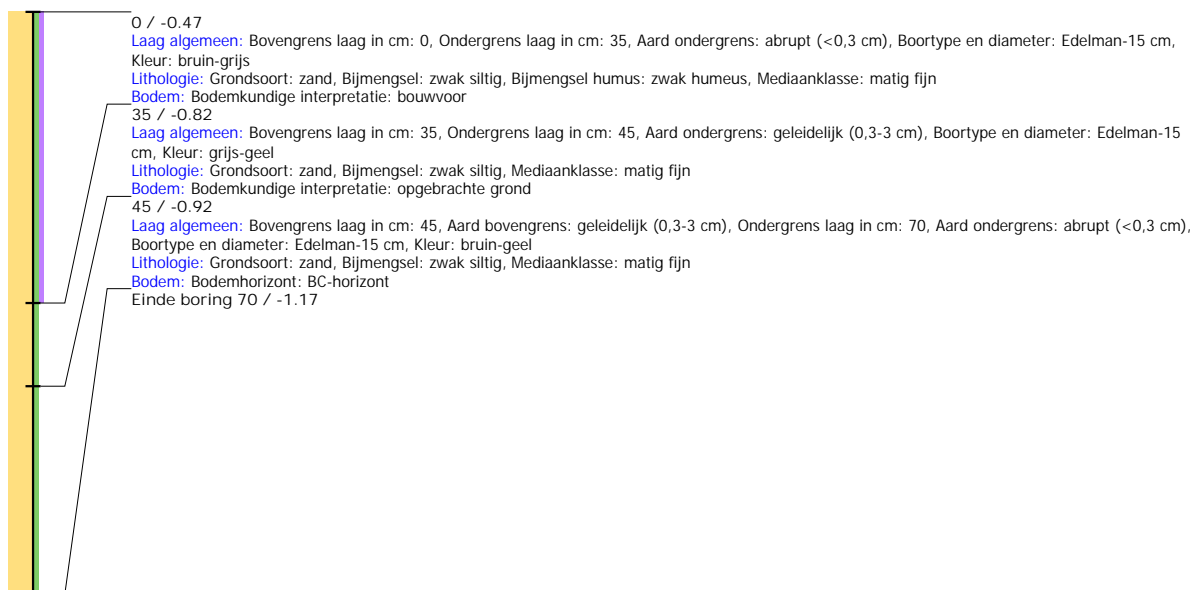 0 / -0.47
Laag algemeen: Bovengrens laag in cm: 0, Ondergrens laag in cm: 35, Aard ondergrens: abrupt (<0,3 cm), Boortype en diameter: Edelman-15 cm,
Kleur: bruin-grijs
Lithologie: Grondsoort: zand, Bijmengsel: zwak siltig, Bijmengsel humus: zwak humeus, Mediaanklasse: matig fijn
Bodem: Bodemkundige interpretatie: bouwvoor
35 / -0.82
Laag algemeen: Bovengrens laag in cm: 35, Ondergrens laag in cm: 45, Aard ondergrens: geleidelijk (0,3-3 cm), Boortype en diameter: Edelman-15
cm, Kleur: grijs-geel
Lithologie: Grondsoort: zand, Bijmengsel: zwak siltig, Mediaanklasse: matig fijn
Bodem: Bodemkundige interpretatie: opgebrachte grond
45 / -0.92
Laag algemeen: Bovengrens laag in cm: 45, Aard bovengrens: geleidelijk (0,3-3 cm), Ondergrens laag in cm: 70, Aard ondergrens: abrupt (<0,3 cm),
Boortype en diameter: Edelman-15 cm, Kleur: bruin-geel
Lithologie: Grondsoort: zand, Bijmengsel: zwak siltig, Mediaanklasse: matig fijn
Bodem: Bodemhorizont: BC-horizont
Einde boring 70 / -1.17